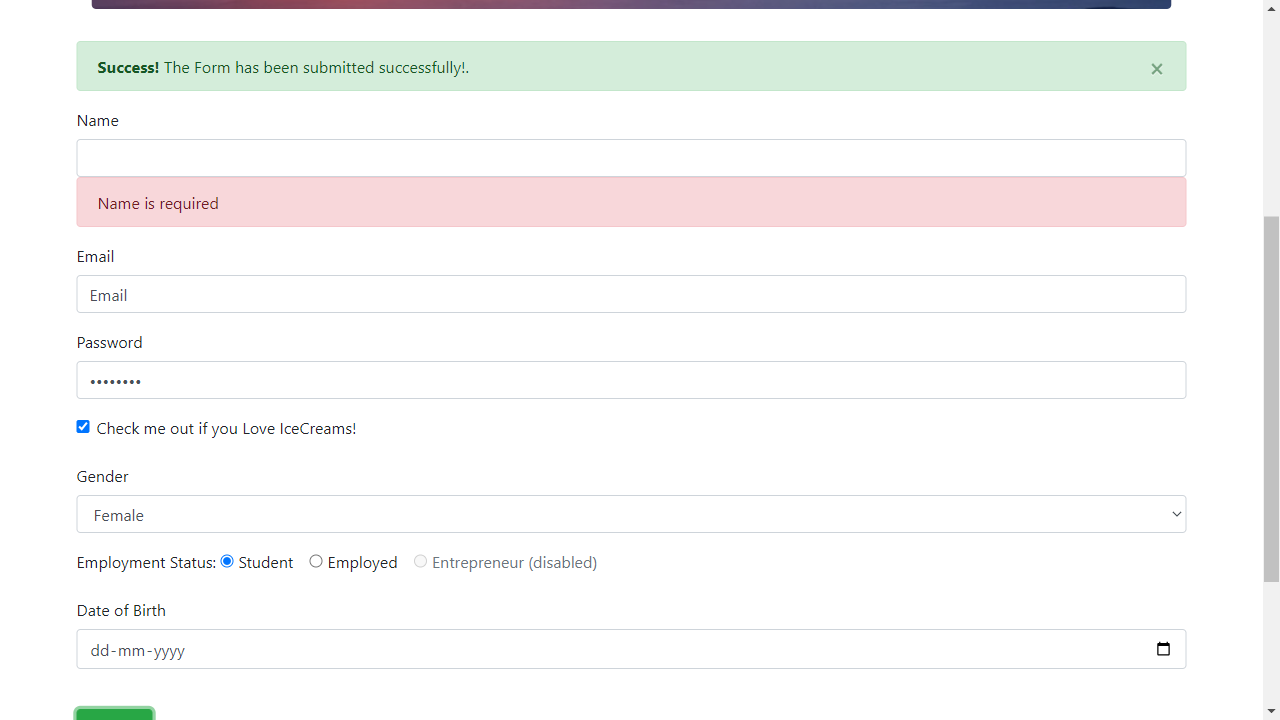 Success! The Form has been submitted successfully!. ×
Name
Name is required
Email
Email
Password
••••••••
Check me out if you Love IceCreams!
Gender
Female
Employment Status: Student Employed Entrepreneur (disabled)
Date of Birth
dd-mm-yyyy